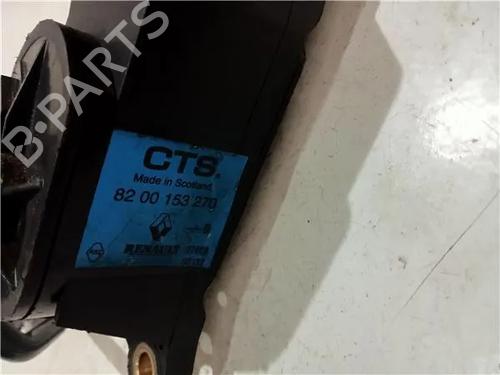 B-PARTS
CTS
Made in Scotland
82 00 153 270
RENAULT